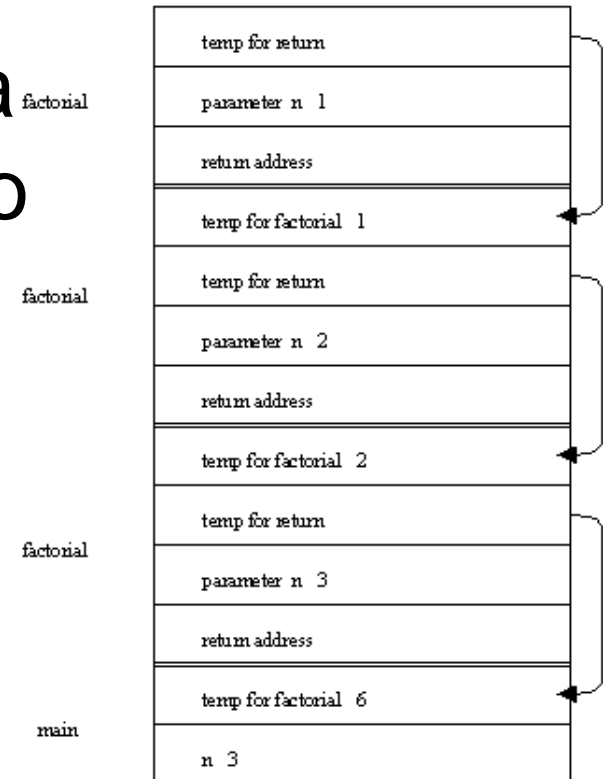 a
o
temp for return
factorial
parameter n 1
return address
temp for factorial 1
temp for return
factorial
parameter n 2
return address
temp for factorial 2
temp for return
factorial
parameter n 3
return address
temp for factorial 6
main
n 3